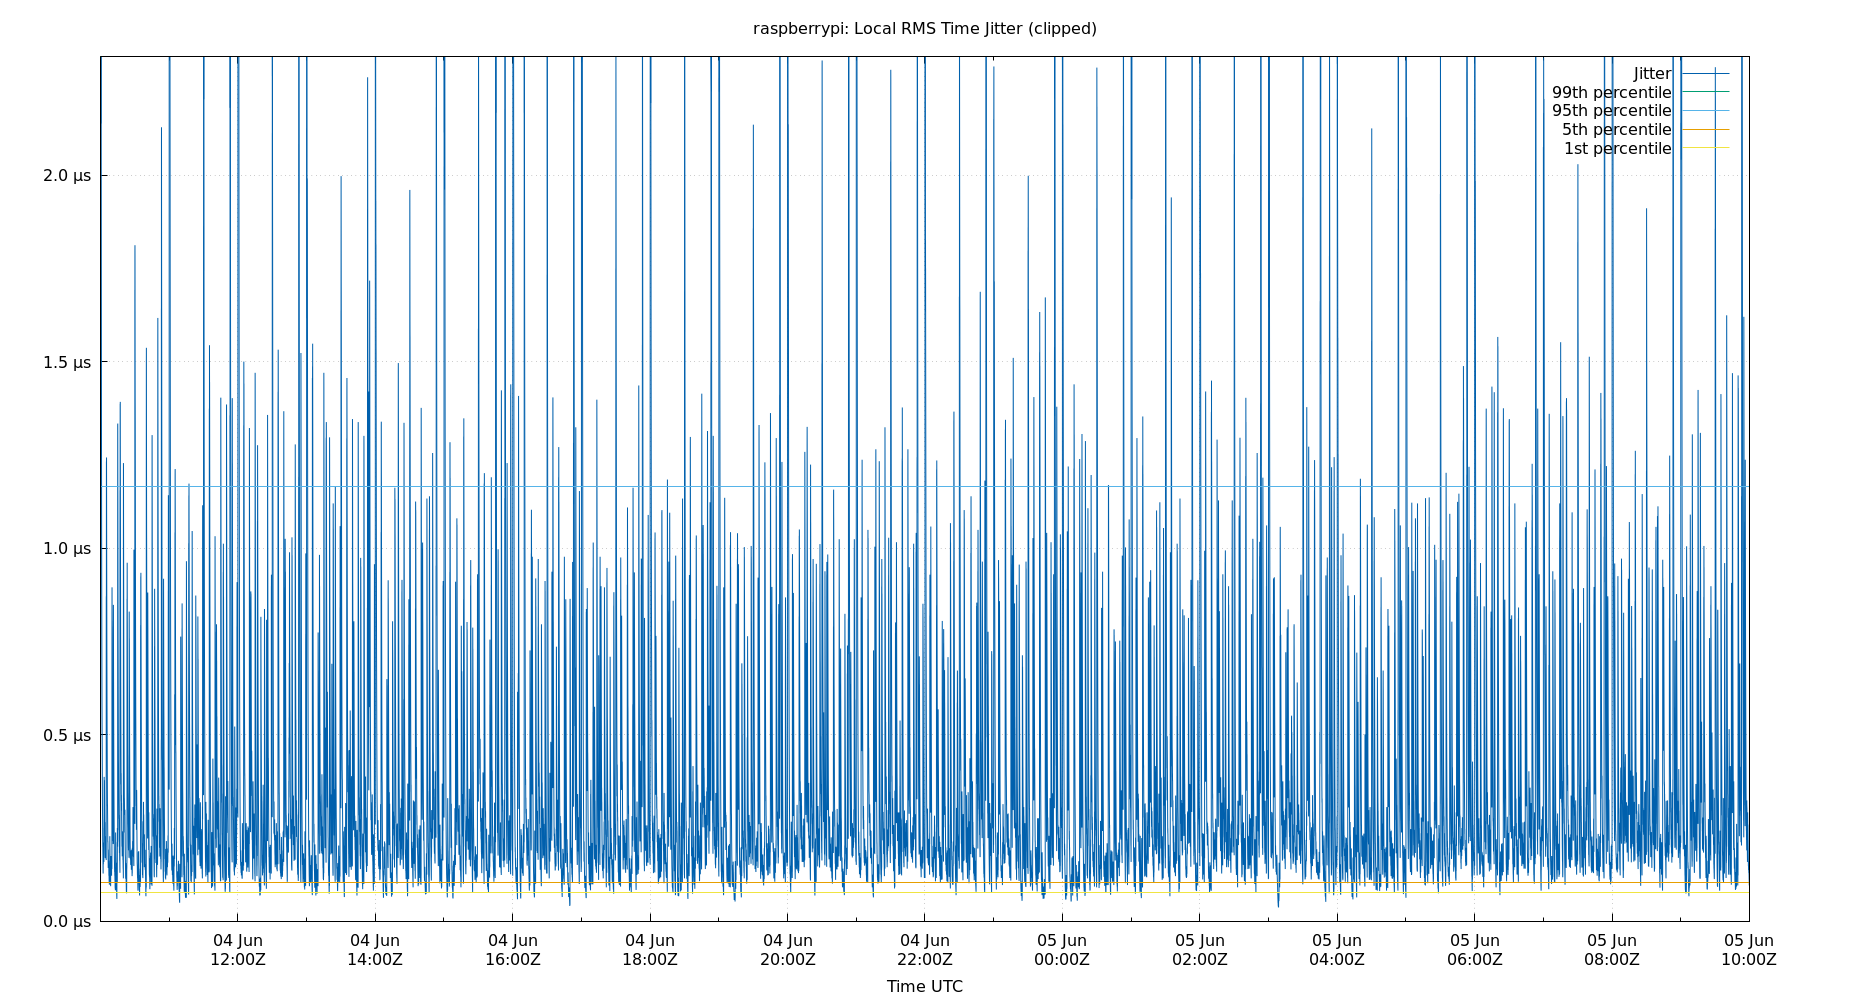 raspberrypi: Local RMS Time Jitter (clipped)
Jitter
99th percentile
95th percentile
5th percentile
1st percentile
2.0 µs
1.5 µs
1.0 µs
0.5 µs
0.0 µs
04 Jun 04 Jun 04 Jun 04 Jun 04 Jun 04 Jun 05 Jun 05 Jun 05 Jun 05 Jun 05 Jun 05 Jun
12:00Z 14:00Z 16:00Z 18:00Z 20:00Z 22:00Z 00:00Z 02:00Z 04:00Z 06:00Z 08:00Z 10:00Z
Time UTC